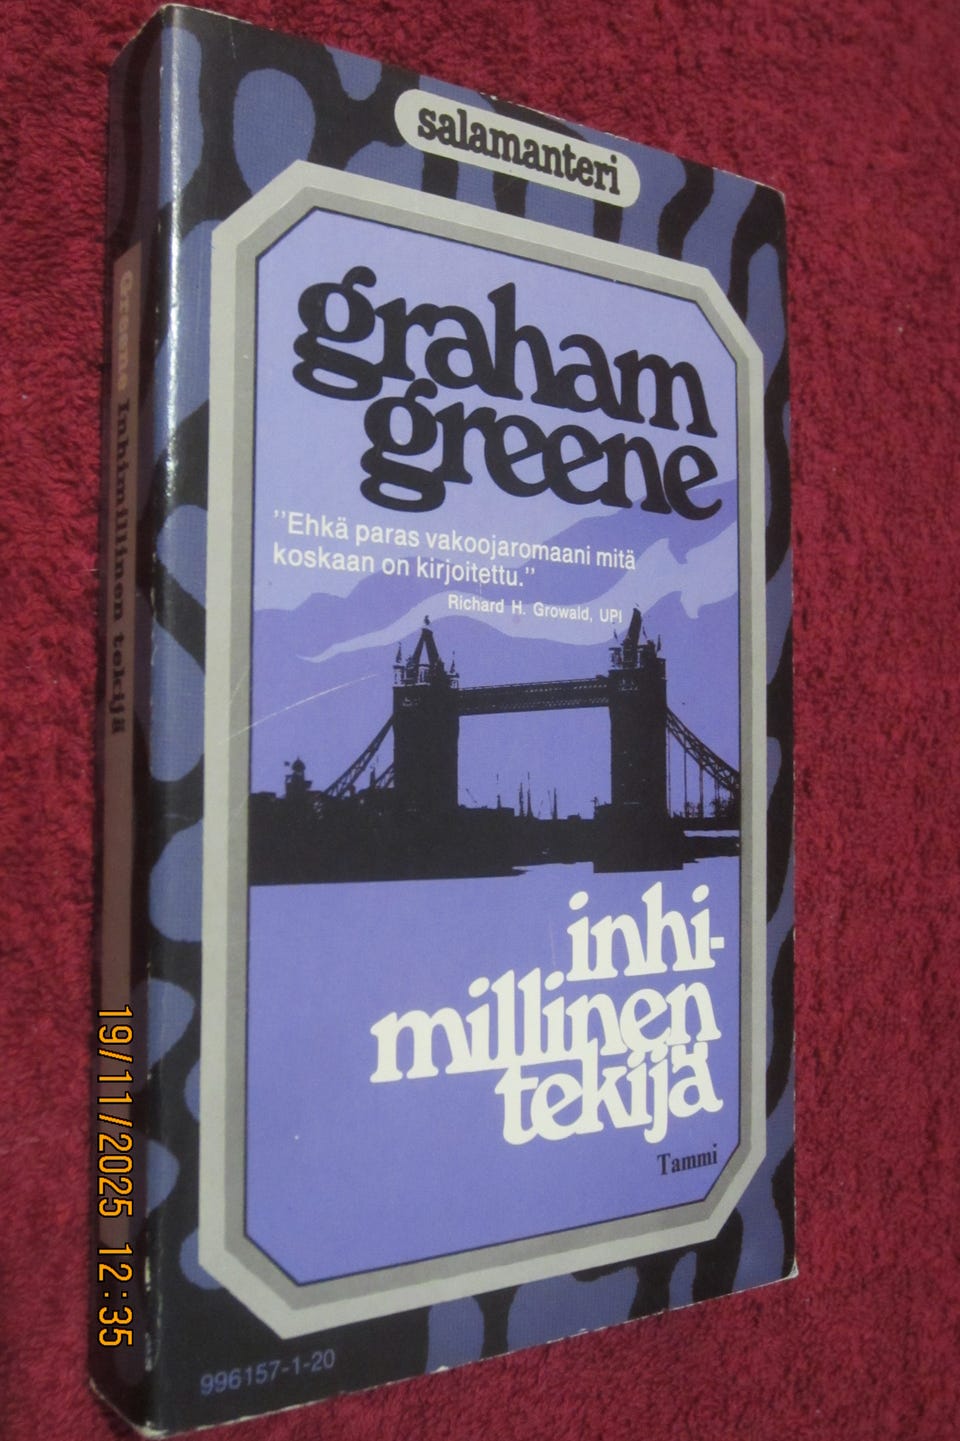 salamanteri
graham
greene
"Ehkä paras vakoojaromaani mitä
koskaan on kirjoitettu."
Richard H. Growald, UPI
inhi-
millinen
tekijä
Tammi
996157-1-20
Greene Inhimillinen tekijä
19/11/2025 12:35